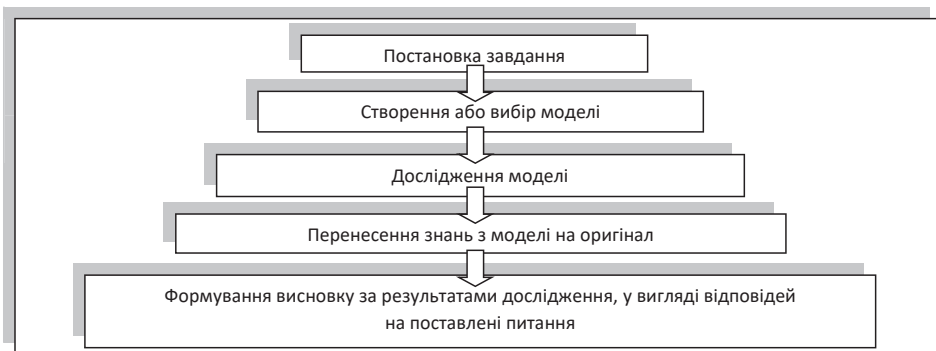 Постановка завдання
Створення або вибір моделі
Дослідження моделі
Перенесення знань з моделі на оригінал
Формування висновку за результатами дослідження, у вигляді відповідей
на поставлені питання